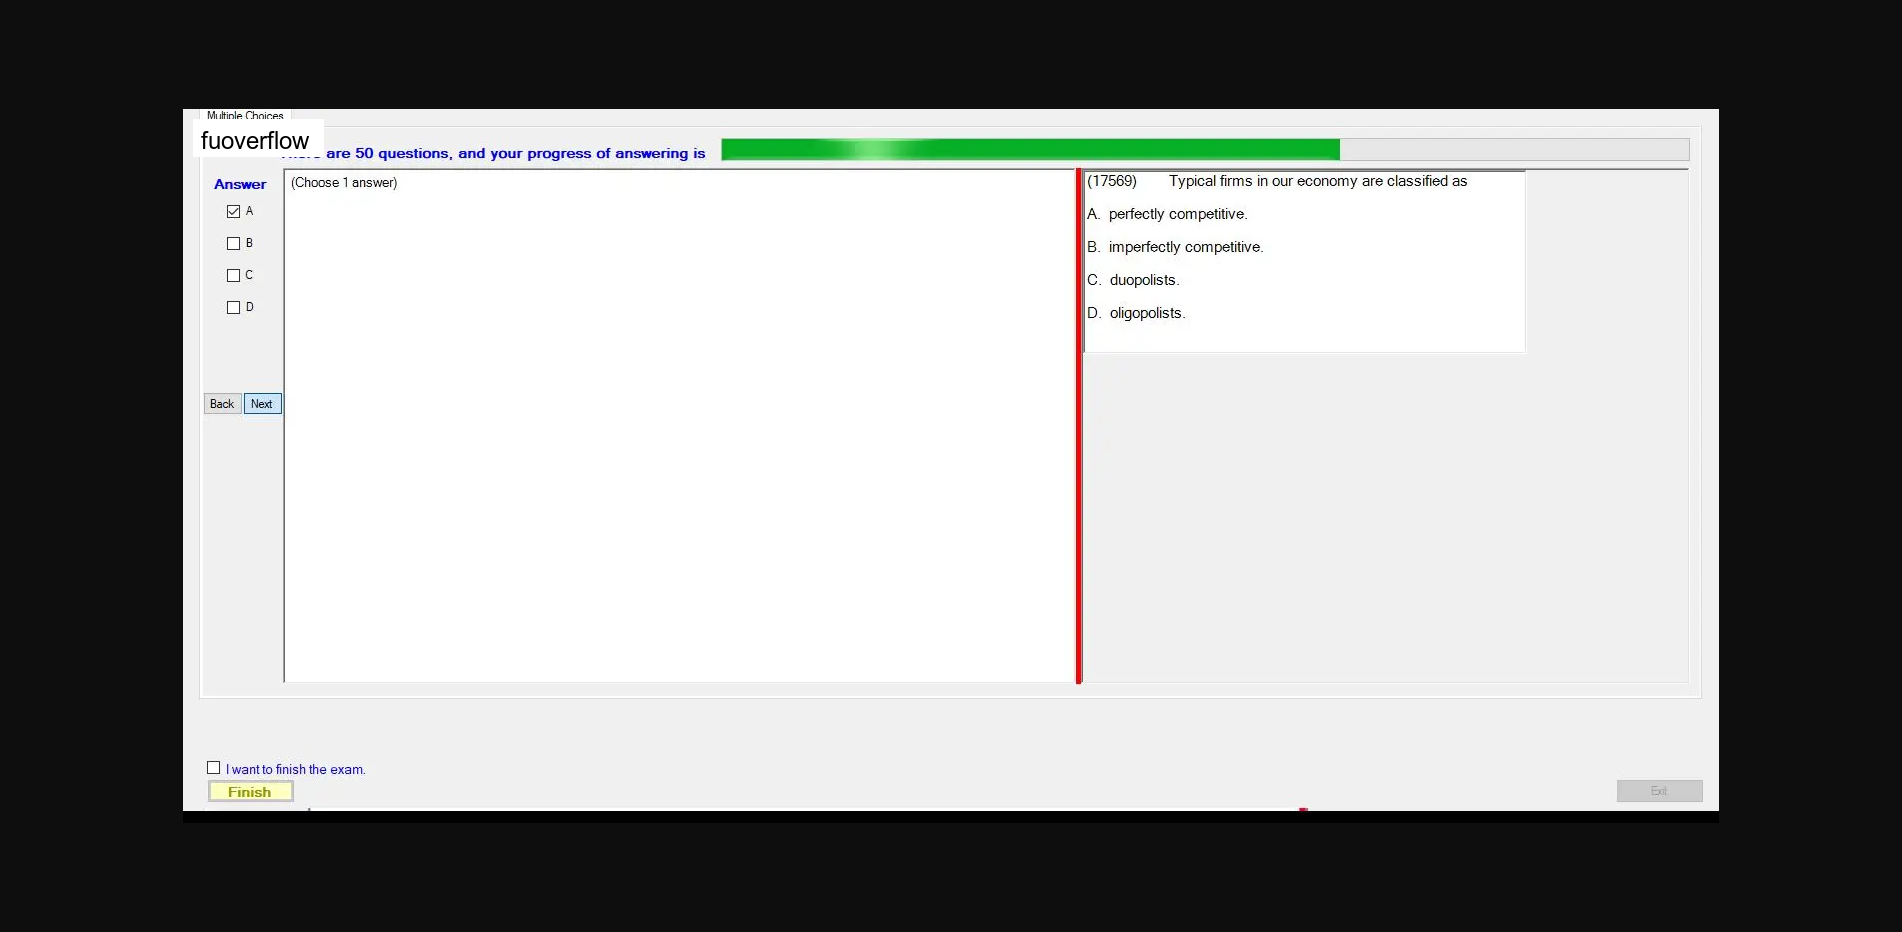 Multiple Choices
fuoverflow
are 50 questions, and your progress of answering is
Answer
(Choose 1 answer)
A
B
C
D
Back Next
(17569) Typical firms in our economy are classified as
A. perfectly competitive.
B. imperfectly competitive.
C. duopolists.
D. oligopolists.
I want to finish the exam.
Finish
Exit